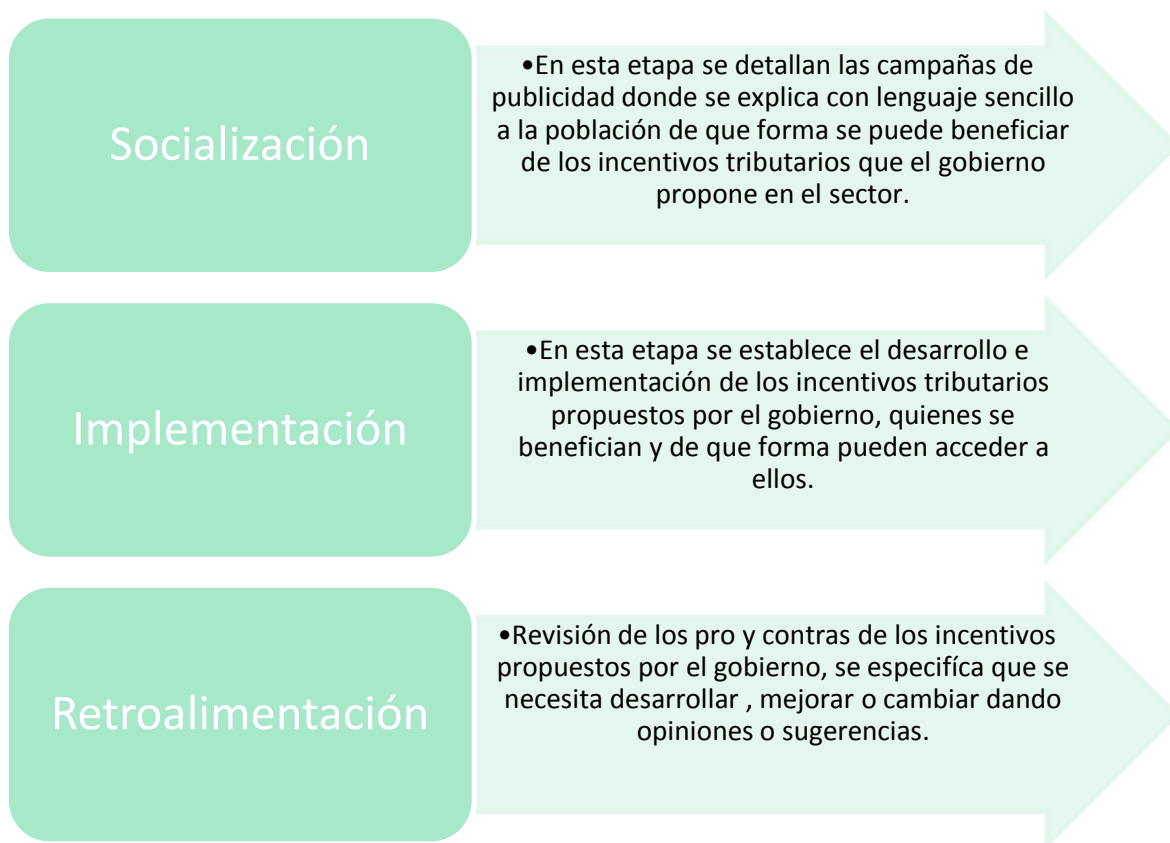 Socialización
•En esta etapa se detallan las campañas de
publicidad donde se explica con lenguaje sencillo
a la población de que forma se puede beneficiar
de los incentivos tributarios que el gobierno
propone en el sector.
Implementación
•En esta etapa se establece el desarrollo e
implementación de los incentivos tributarios
propuestos por el gobierno, quienes se
benefician y de que forma pueden acceder a
ellos.
Retroalimentación
•Revisión de los pro y contras de los incentivos
propuestos por el gobierno, se especifíca que se
necesita desarrollar , mejorar o cambiar dando
opiniones o sugerencias.